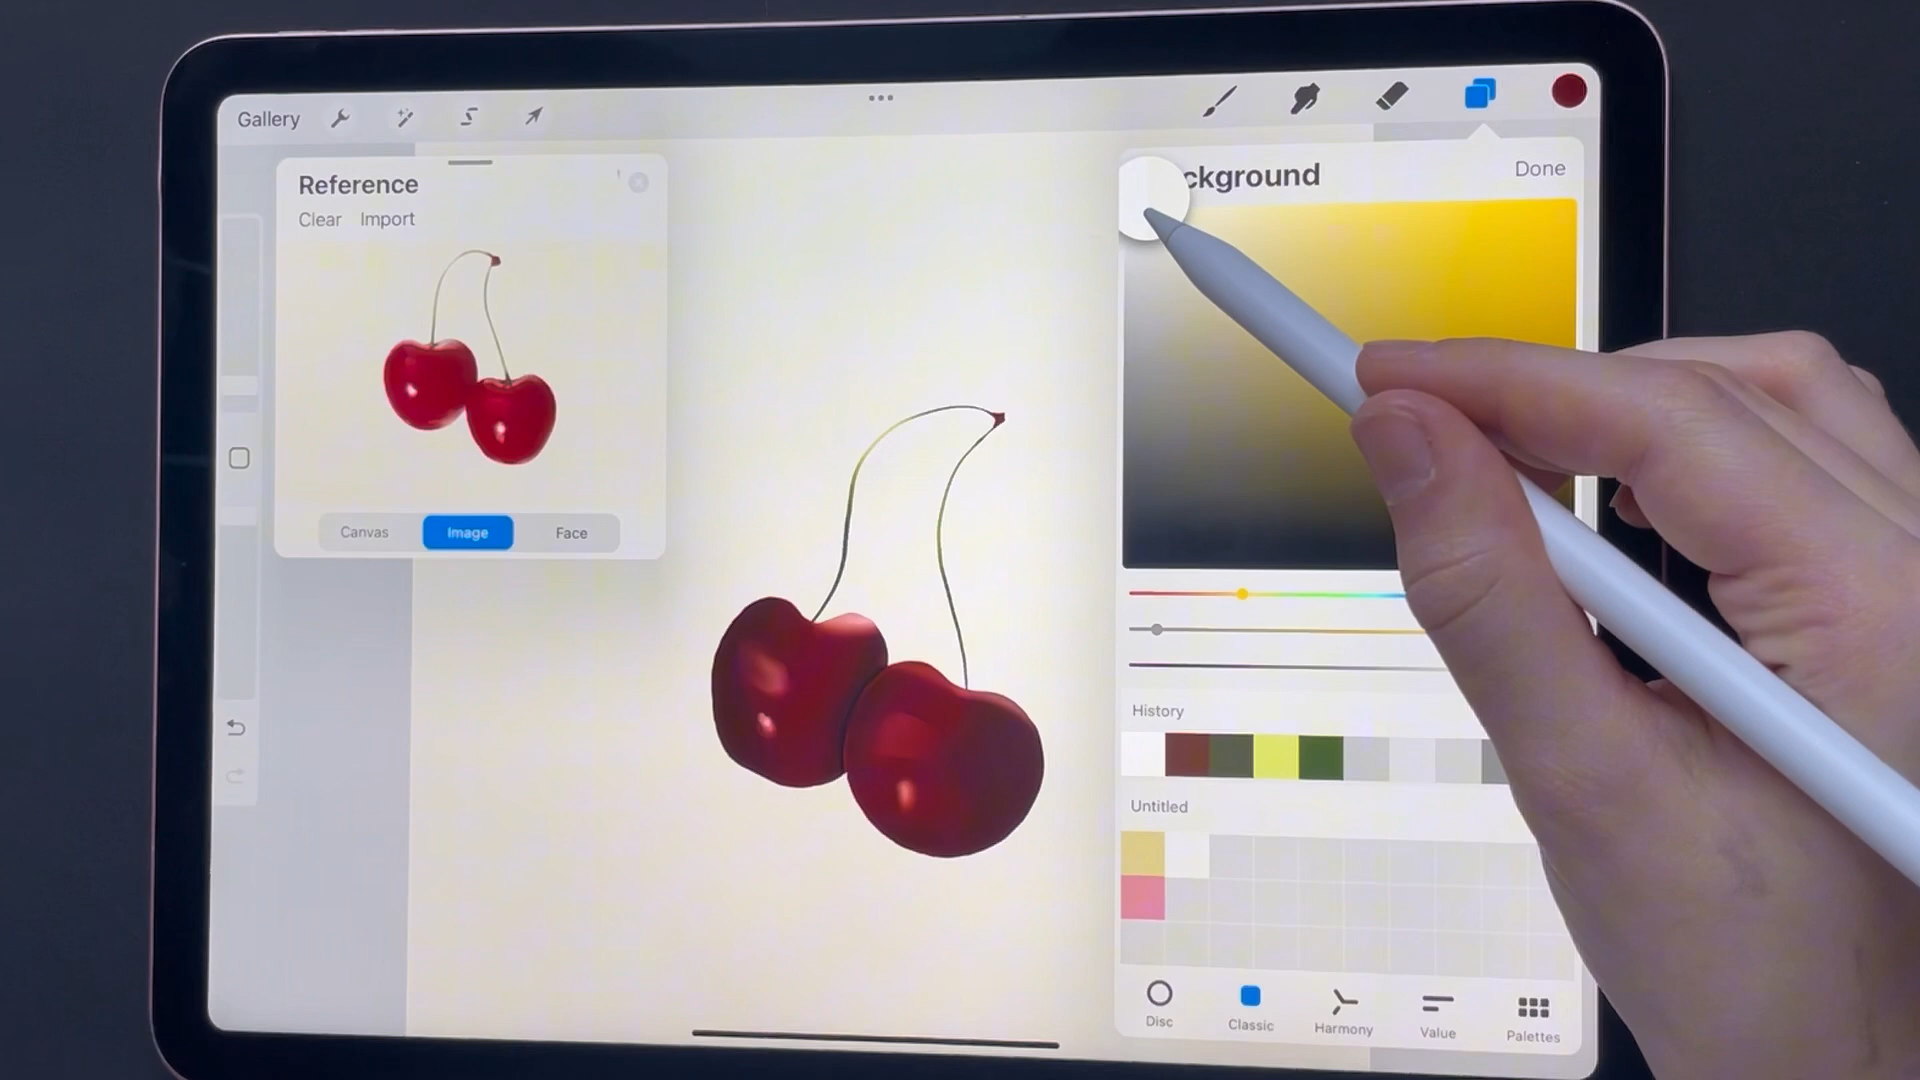 Gallery
Reference
Clear Import
Canvas Image Face
ckground
Done
History
Untitled
Disc Classic Harmony Value Palettes